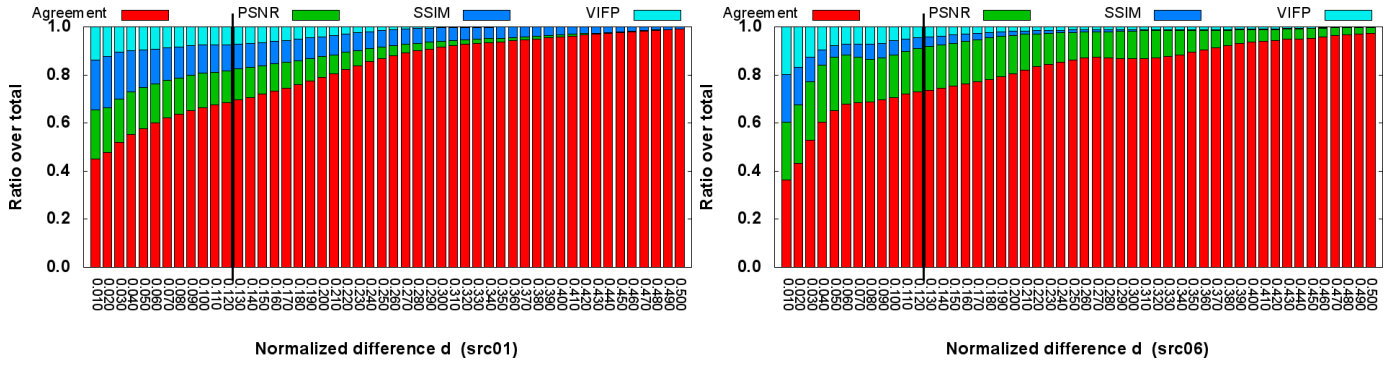 Agreement PSNR SSIM VIFP
1.0
0.8
0.6
0.4
0.2
0.0
Ratio over total
0.010 0.020 0.030 0.040 0.050 0.060 0.070 0.080 0.090 0.100 0.110 0.120 0.130 0.140 0.150 0.160 0.170 0.180 0.190 0.200 0.210 0.220 0.230 0.240 0.250 0.260 0.270 0.280 0.290 0.300 0.310 0.320 0.330 0.340 0.350 0.360 0.370 0.380 0.390 0.400 0.410 0.420 0.430 0.440 0.450 0.460 0.470 0.480 0.490 0.500
Normalized difference d (src01)
Agreement PSNR SSIM VIFP
1.0
0.8
0.6
0.4
0.2
0.0
Ratio over total
0.010 0.020 0.030 0.040 0.050 0.060 0.070 0.080 0.090 0.100 0.110 0.120 0.130 0.140 0.150 0.160 0.170 0.180 0.190 0.200 0.210 0.220 0.230 0.240 0.250 0.260 0.270 0.280 0.290 0.300 0.310 0.320 0.330 0.340 0.350 0.360 0.370 0.380 0.390 0.400 0.410 0.420 0.430 0.440 0.450 0.460 0.470 0.480 0.490 0.500
Normalized difference d (src06)